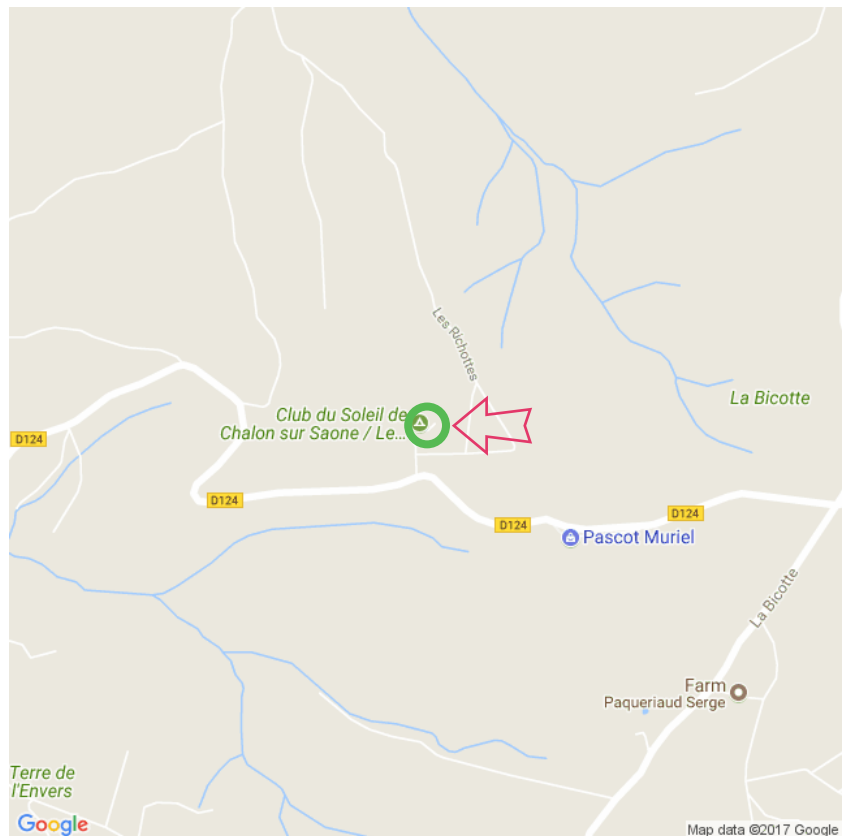 Les Richottes
La Bicotte
Club du Soleil de
Chalon sur Saone / Le...
D124
D124
D124
D124
Pascot Muriel
La Bicotte
Farm
Paqueriaud Serge
Terre de
l'Envers
Google
Map data ©2017 Google